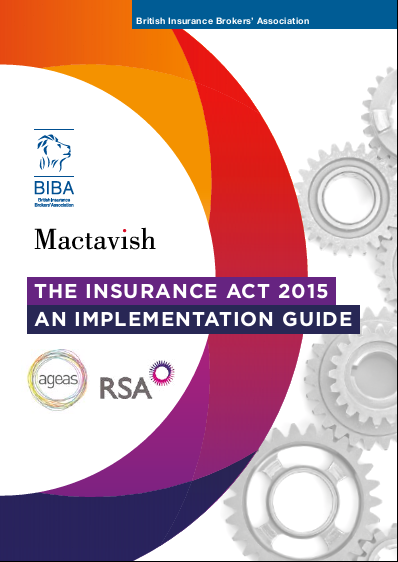 British Insurance Brokers' Association
BIBA
British Insurance
Brokers' Association
Mactavish
THE INSURANCE ACT 2015
AN IMPLEMENTATION GUIDE
ageas
RSA